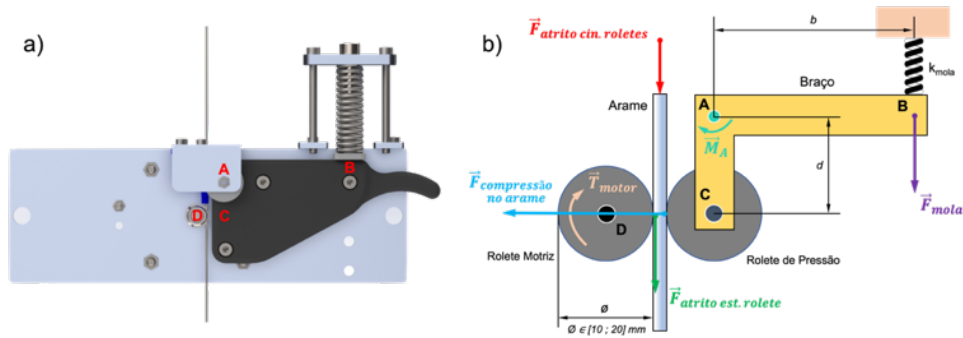 a)
A
B
C
D
b)
F atrito cin. roletes
b
k mola
Braço
Arame
A
B
M A
d
F compressão
no arame
T motor
C
F mola
D
Rolete Motriz
Rolete de Pressão
F atrito est. rolete
Ø
Ø ∈ [10 ; 20] mm